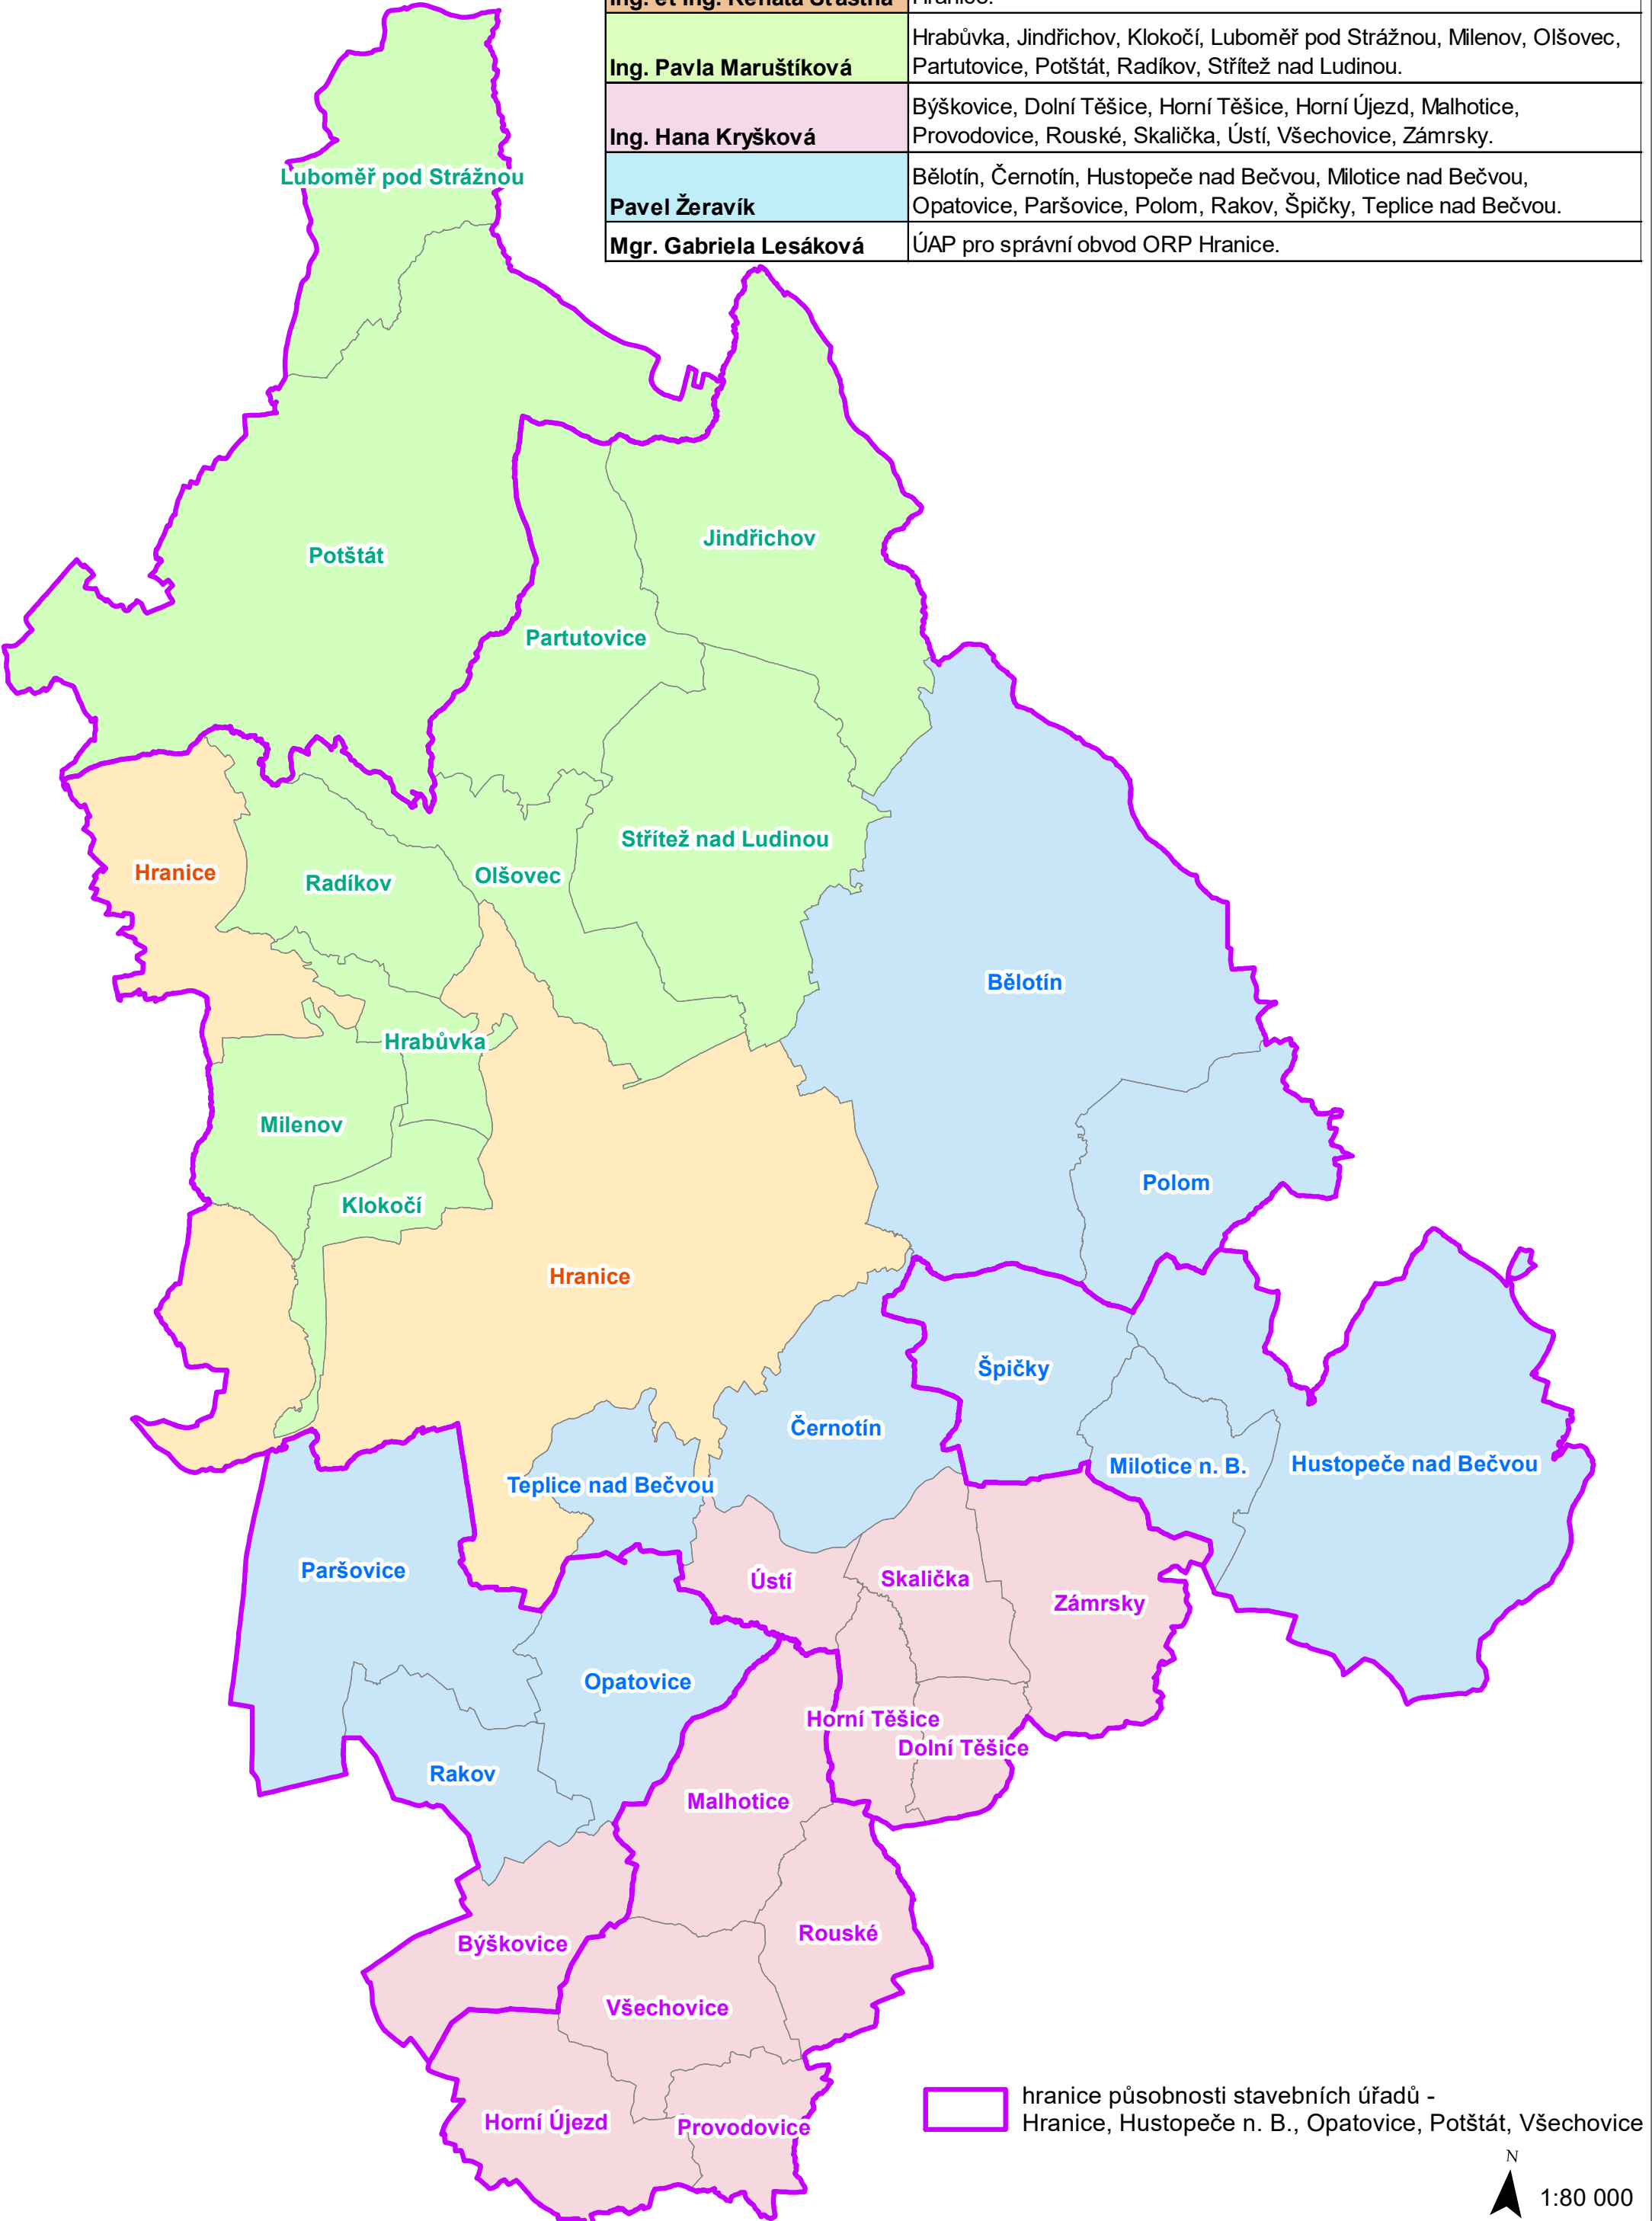 Ing. et Ing. Renata Šťastná
Hranice.
Ing. Pavla Maruštíková
Hrabůvka, Jindřichov, Klokočí, Luboměř pod Strážnou, Milenov, Olšovec,
Partutovice, Potštát, Radíkov, Střítež nad Ludinou.
Ing. Hana Kryšková
Býškovice, Dolní Těšice, Horní Těšice, Horní Újezd, Malhotice,
Provodovice, Rouské, Skalička, Ústí, Všechovice, Zámrsky.
Pavel Žeravík
Bělotín, Černotín, Hustopeče nad Bečvou, Milotice nad Bečvou,
Opatovice, Paršovice, Polom, Rakov, Špičky, Teplice nad Bečvou.
Mgr. Gabriela Lesáková
ÚAP pro správní obvod ORP Hranice.
Luboměř pod Strážnou
Jindřichov
Potštát
Partutovice
Střítež nad Ludinou
Hranice
Radíkov
Olšovec
Bělotín
Hrabůvka
Milenov
Polom
Klokočí
Hranice
Špičky
Černotín
Milotice n. B.
Hustopeče nad Bečvou
Teplice nad Bečvou
Paršovice
Ústí
Skalička
Zámrsky
Opatovice
Horní Těšice
Dolní Těšice
Rakov
Malhotice
Rouské
Býškovice
Všechovice
Horní Újezd
Provodovice
hranice působnosti stavebních úřadů -
Hranice, Hustopeče n. B., Opatovice, Potštát, Všechovice
N
1:80 000